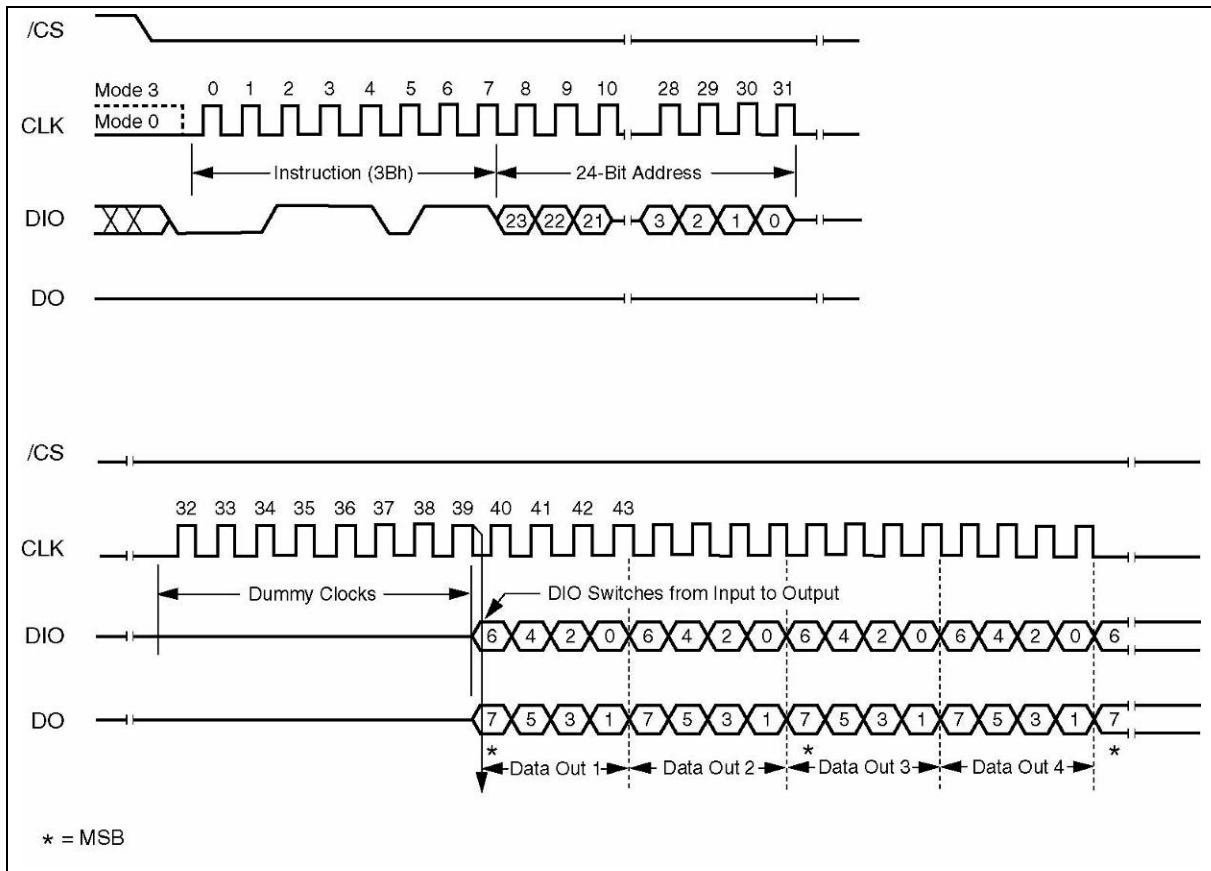 /CS
0 1 2 3 4 5 6 7 8 9 10 28 29 30 31
Mode 3
CLK Mode 0
Instruction (3Bh) 24-Bit Address
DIO 23 22 21 3 2 1 0
DO
/CS
32 33 34 35 36 37 38 39 40 41 42 43
CLK
Dummy Clocks DIO Switches from Input to Output
DIO 6 4 2 0 6 4 2 0 6 4 2 0 6 4 2 0 6
DO 7 5 3 1 7 5 3 1 7 5 3 1 7 5 3 1 7
* * *
Data Out 1 Data Out 2 Data Out 3 Data Out 4
* = MSB